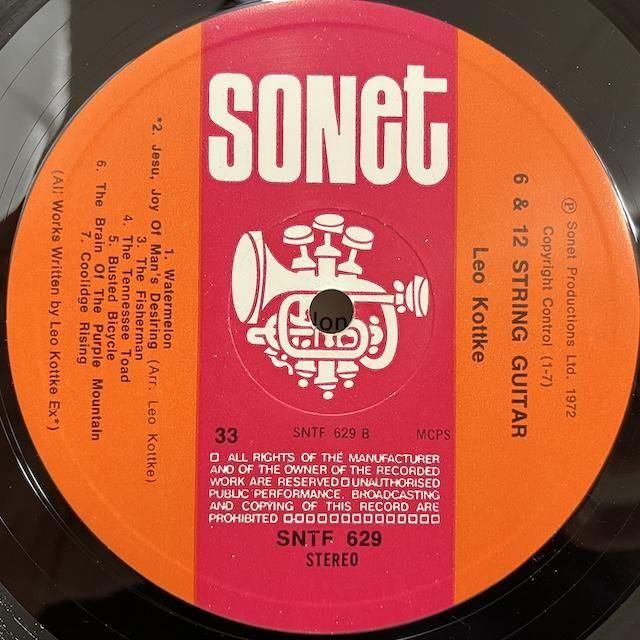 SONET
6 & 12 STRING GUITAR
Leo Kottke
℗ Sonet Productions Ltd. 1972
Copyright Control (1-7)
1. Watermelon
*2. Jesu, Joy Of Man's Desiring (Arr. Leo Kottke)
3. The Fisherman
4. The Tennessee Toad
5. Busted Bicycle
6. The Brain Of The Purple Mountain
7. Coolidge Rising
(All Works Written by Leo Kottke Ex*)
lon
33
SNTF 629 B
MCPS
ALL RIGHTS OF THE MANUFACTURER
AND OF THE OWNER OF THE RECORDED
WORK ARE RESERVED UNAUTHORISED
PUBLIC PERFORMANCE, BROADCASTING
AND COPYING OF THIS RECORD ARE
PROHIBITED
SNTF 629
STEREO